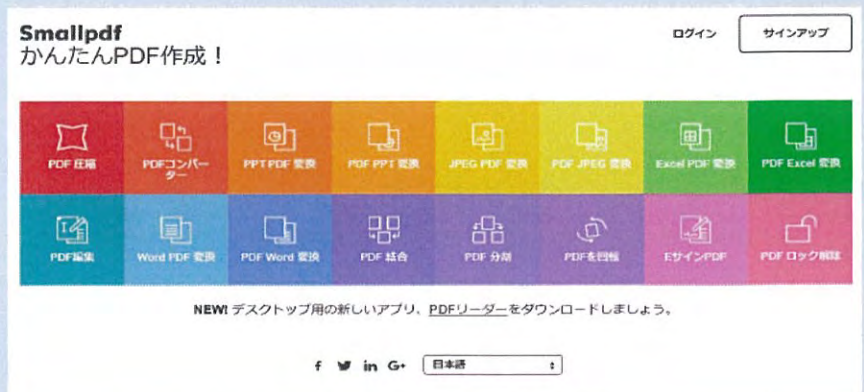 Smallpdf
かんたんPDF作成！
ログイン
サインアップ
PDF 圧縮
PDFコンバー
ター
PPT PDF 変換
PDF PPT 変換
JPEG PDF 変換
PDF JPEG 変換
Excel PDF 変換
PDF Excel 変換
PDF編集
Word PDF 変換
PDF Word 変換
PDF 結合
PDF 分割
PDFを回転
EサインPDF
PDF ロック解除
NEW! デスクトップ用の新しいアプリ、PDFリーダーをダウンロードしましょう。
f in G+ 日本語